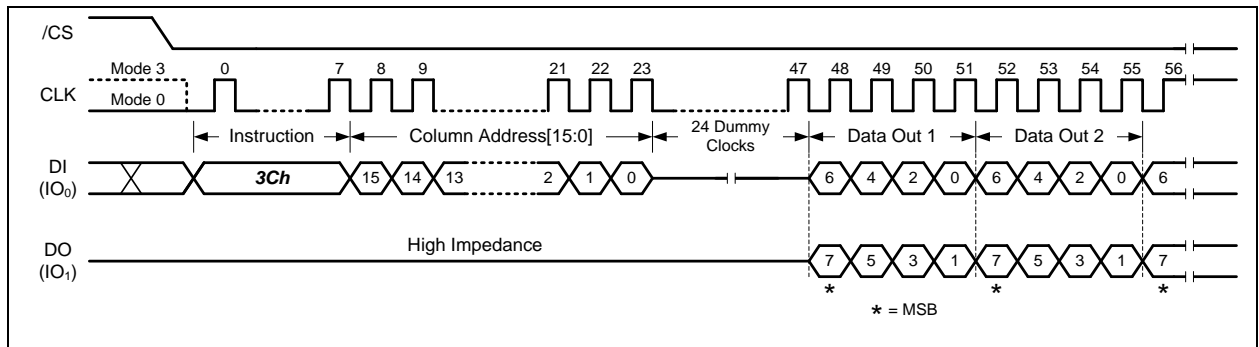 /CS
Mode 3 0 7 8 9 21 22 23 47 48 49 50 51 52 53 54 55 56
CLK Mode 0
Instruction Column Address[15:0] 24 Dummy Clocks Data Out 1 Data Out 2
DI (IO₀) 3Ch 15 14 13 2 1 0 6 4 2 0 6 4 2 0 6
High Impedance
DO (IO₁) 7 5 3 1 7 5 3 1 7
* * *
* = MSB